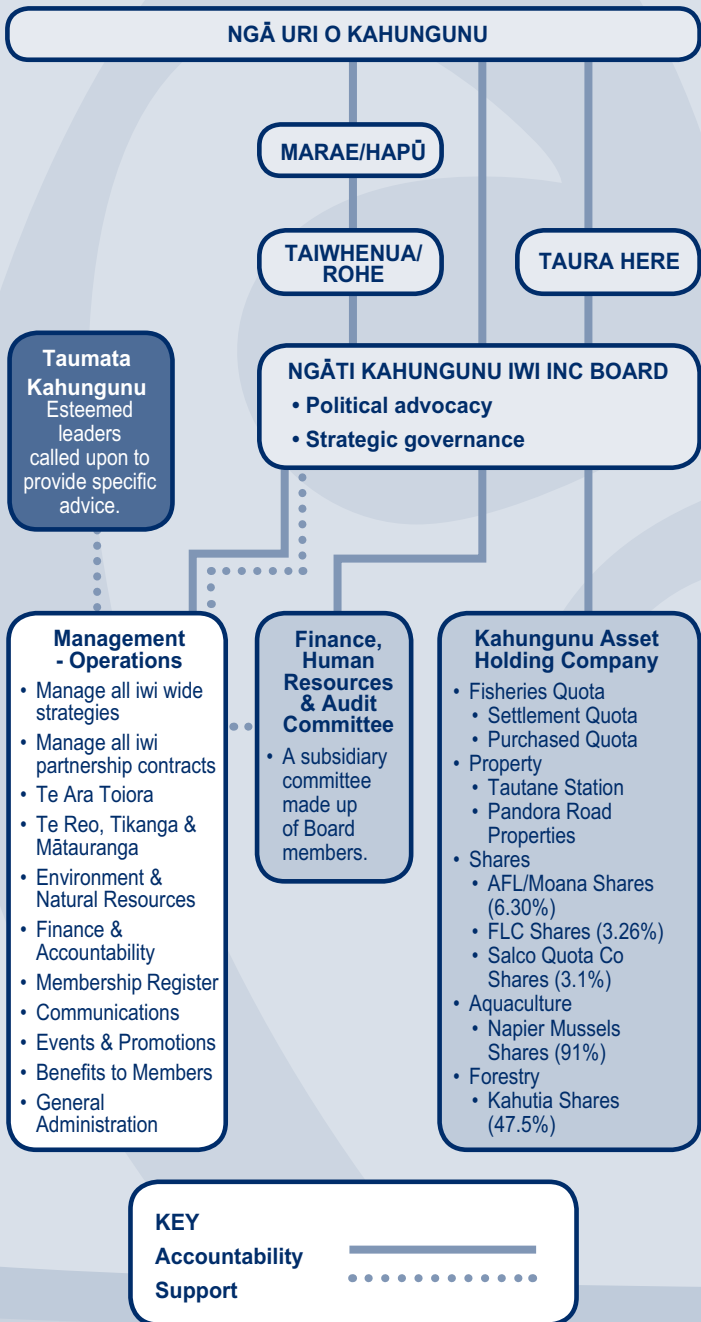 NGĀ URI O KAHUNGUNU
MARAE/HAPŪ
TAIWHENUA/
ROHE
TAURA HERE
Taumata
Kahungunu
Esteemed
leaders
called upon to
provide specific
advice.
NGĀTI KAHUNGUNU IWI INC BOARD
• Political advocacy
• Strategic governance
Management
- Operations
• Manage all iwi wide
strategies
• Manage all iwi
partnership contracts
• Te Ara Toiora
• Te Reo, Tikanga &
Mātauranga
• Environment &
Natural Resources
• Finance &
Accountability
• Membership Register
• Communications
• Events & Promotions
• Benefits to Members
• General
Administration
Finance,
Human
Resources
& Audit
Committee
• A subsidiary
committee
made up
of Board
members.
Kahungunu Asset
Holding Company
• Fisheries Quota
• Settlement Quota
• Purchased Quota
• Property
• Tautane Station
• Pandora Road
Properties
• Shares
• AFL/Moana Shares
(6.30%)
• FLC Shares (3.26%)
• Salco Quota Co
Shares (3.1%)
• Aquaculture
• Napier Mussels
Shares (91%)
• Forestry
• Kahutia Shares
(47.5%)
KEY
Accountability
Support